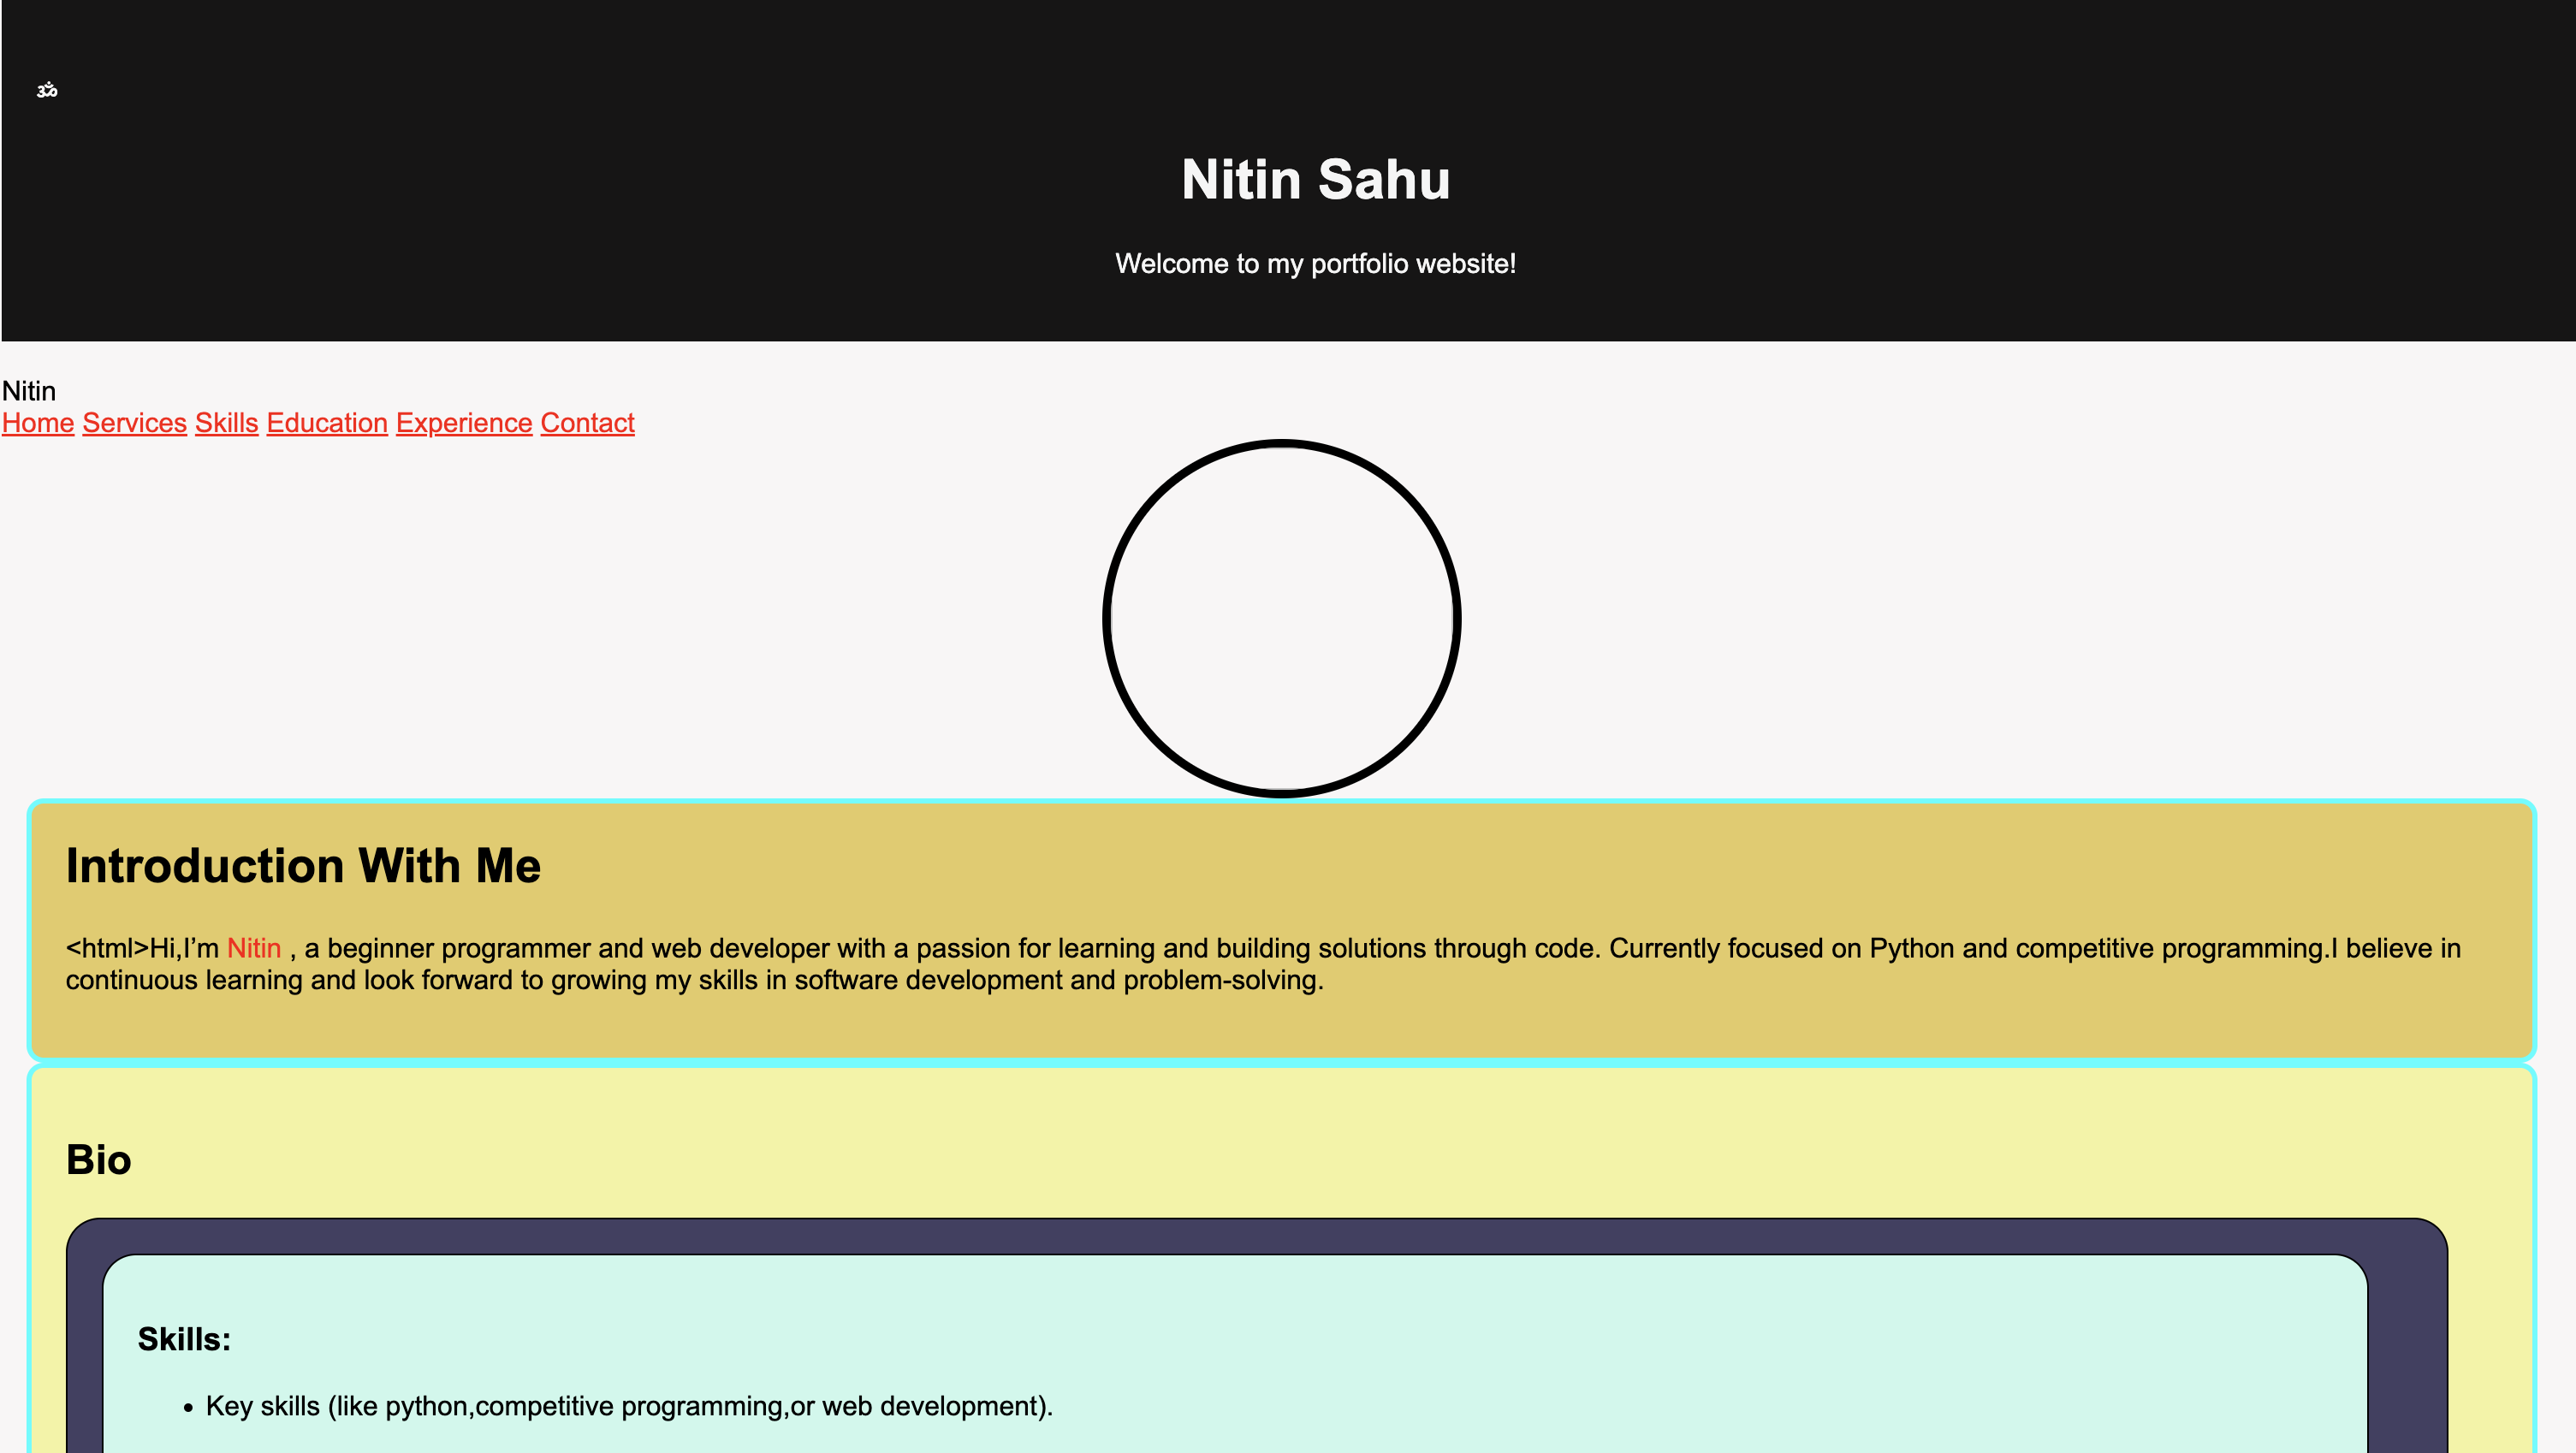 ॐ
Nitin Sahu
Welcome to my portfolio website!
Nitin
Home Services Skills Education Experience Contact
Introduction With Me
<html>Hi,I’m Nitin , a beginner programmer and web developer with a passion for learning and building solutions through code. Currently focused on Python and competitive programming.I believe in
continuous learning and look forward to growing my skills in software development and problem-solving.
Bio
Skills:
• Key skills (like python,competitive programming,or web development).